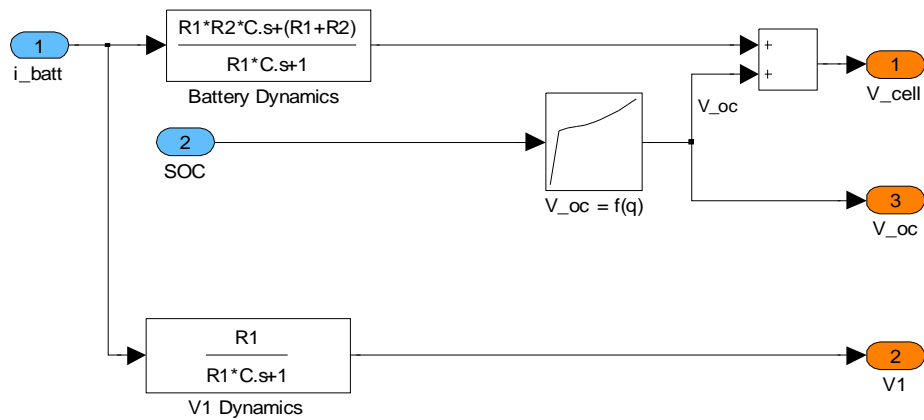 1
i_batt
R1*R2*C.s+(R1+R2)
R1*C.s+1
Battery Dynamics
+
+
1
V_cell
V_oc
2
SOC
V_oc = f(q)
3
V_oc
R1
R1*C.s+1
V1 Dynamics
2
V1